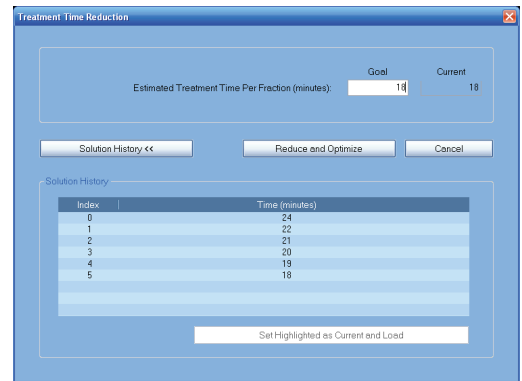 Treatment Time Reduction
Goal Current
Estimated Treatment Time Per Fraction (minutes): 18 18
Solution History << Reduce and Optimize Cancel
Solution History
Index Time (minutes)
0 24
1 22
2 21
3 20
4 19
5 18
Set Highlighted as Current and Load